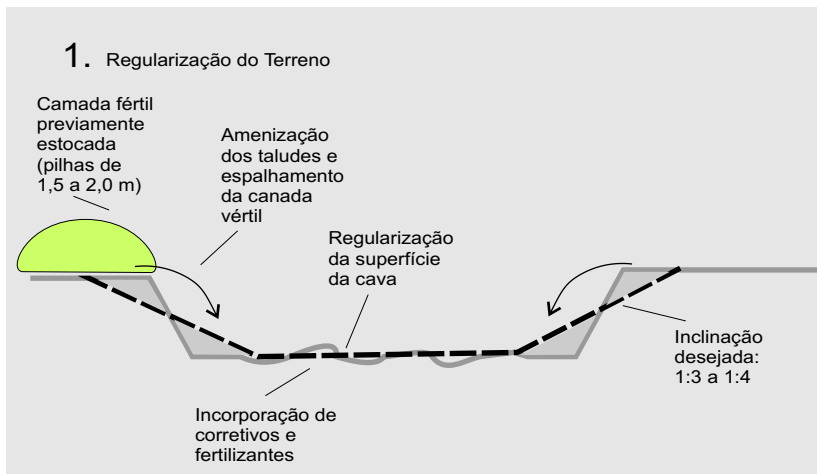 1. Regularização do Terreno
Camada fértil
previamente
estocada
(pilhas de
1,5 a 2,0 m)
Amenização
dos taludes e
espalhamento
da canada
vértil
Regularização
da superfície
da cava
Inclinação
desejada:
1:3 a 1:4
Incorporação de
corretivos e
fertilizantes